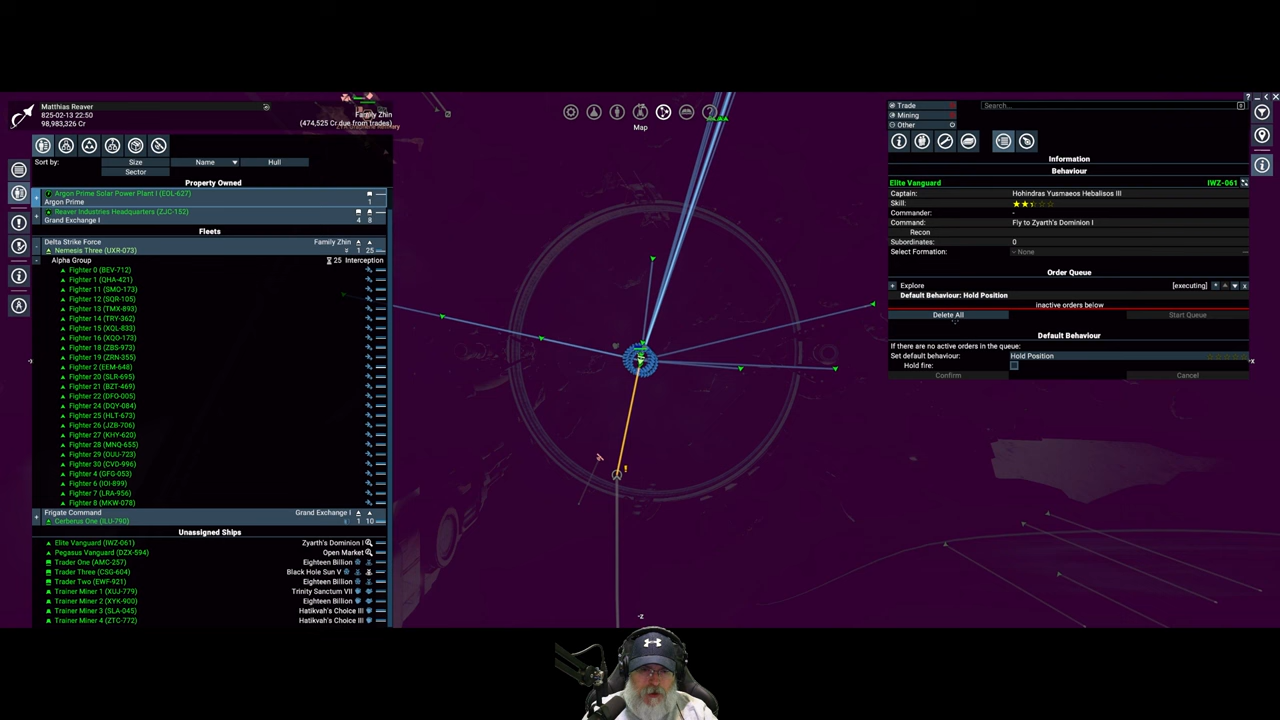 Matthias Reaver
825-02-13 22:50
98,983,326 Cr
Family Zhin
(474,525 Cr due from trades)
Map
Sort by:
Size
Name
Hull
Sector
Property Owned
Argon Prime Solar Power Plant I (EOL-627)
Argon Prime 1
Reaver Industries Headquarters (ZJC-152)
Grand Exchange I 4 8
Fleets
Delta Strike Force Family Zhin
Nemesis Three (UXR-073) 1 25
Alpha Group 25 Interception
Fighter 0 (BEV-712)
Fighter 1 (QHA-421)
Fighter 11 (SMO-173)
Fighter 12 (SQR-105)
Fighter 13 (TMX-893)
Fighter 14 (TRY-362)
Fighter 15 (XQL-833)
Fighter 16 (XQD-173)
Fighter 18 (ZBS-973)
Fighter 19 (ZRN-355)
Fighter 2 (EEM-648)
Fighter 20 (SLR-695)
Fighter 21 (BZT-469)
Fighter 22 (DFO-005)
Fighter 24 (DQY-084)
Fighter 25 (HLT-673)
Fighter 26 (JZB-706)
Fighter 27 (KHY-620)
Fighter 28 (MNQ-655)
Fighter 29 (OUU-723)
Fighter 30 (CVD-996)
Fighter 4 (GFG-053)
Fighter 6 (IOI-899)
Fighter 7 (LRA-956)
Fighter 8 (MKW-078)
Frigate Command Grand Exchange I
Cerberus One (ILU-790) 1 10
Unassigned Ships
Elite Vanguard (IWZ-061) Zyarth's Dominion I
Pegasus Vanguard (DZX-594) Open Market
Trader One (AMC-257) Eighteen Billion
Trader Three (CSG-604) Black Hole Sun V
Trader Two (EWF-921) Eighteen Billion
Trainer Miner 1 (XUJ-779) Trinity Sanctum VII
Trainer Miner 2 (XYK-900) Eighteen Billion
Trainer Miner 3 (SLA-045) Hatikvah's Choice III
Trainer Miner 4 (ZTC-772) Hatikvah's Choice III
-z
Trade
Mining
Other
Search...
Information
Behaviour
Elite Vanguard IWZ-061
Captain: Hohindras Yusmaeos Hebalisos III
Skill:
Commander: -
Command: Fly to Zyarth's Dominion I
Recon
Subordinates: 0
Select Formation: None
Order Queue
Explore [executing]
Default Behaviour: Hold Position
inactive orders below
Delete All
Start Queue
Default Behaviour
If there are no active orders in the queue:
Set default behaviour: Hold Position
Hold fire:
Confirm
Cancel